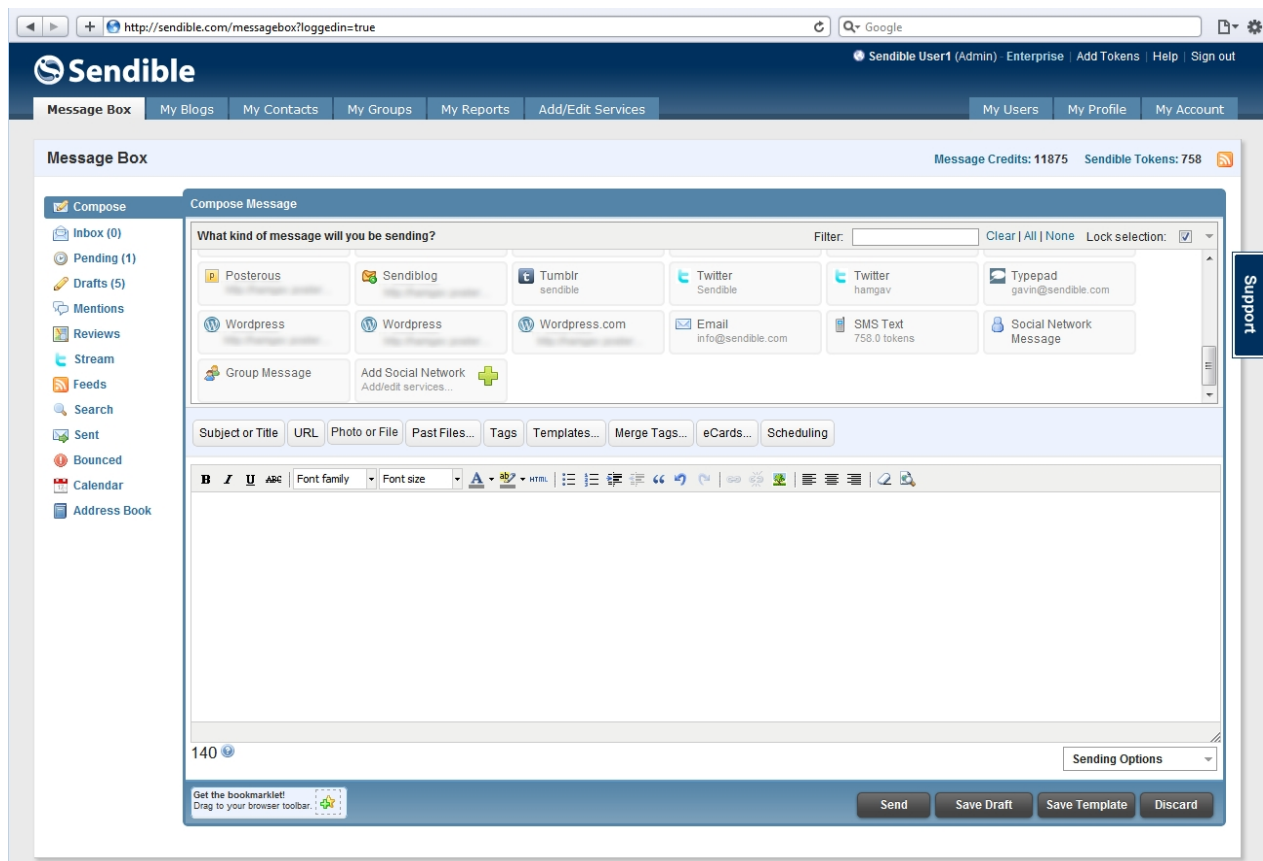 http://sendible.com/messagebox?loggedin=true
Google
Sendible User1 (Admin) - Enterprise | Add Tokens | Help | Sign out
Sendible
Message Box My Blogs My Contacts My Groups My Reports Add/Edit Services My Users My Profile My Account
Message Box
Message Credits: 11875 Sendible Tokens: 758
Compose
Inbox (0)
Pending (1)
Drafts (5)
Mentions
Reviews
Stream
Feeds
Search
Sent
Bounced
Calendar
Address Book
Compose Message
What kind of message will you be sending? Filter: Clear | All | None Lock selection:
Posterous Sendiblog Tumblr Twitter Twitter Typepad
sendible Sendible hamgav gavin@sendible.com
Wordpress Wordpress Wordpress.com Email SMS Text Social Network
info@sendible.com 758.0 tokens Message
Group Message Add Social Network
Add/edit services...
Subject or Title URL Photo or File Past Files... Tags Templates... Merge Tags... eCards... Scheduling
B I U ABC Font family Font size A ab HTML
140
Sending Options
Get the bookmarklet!
Drag to your browser toolbar.
Send Save Draft Save Template Discard
Support